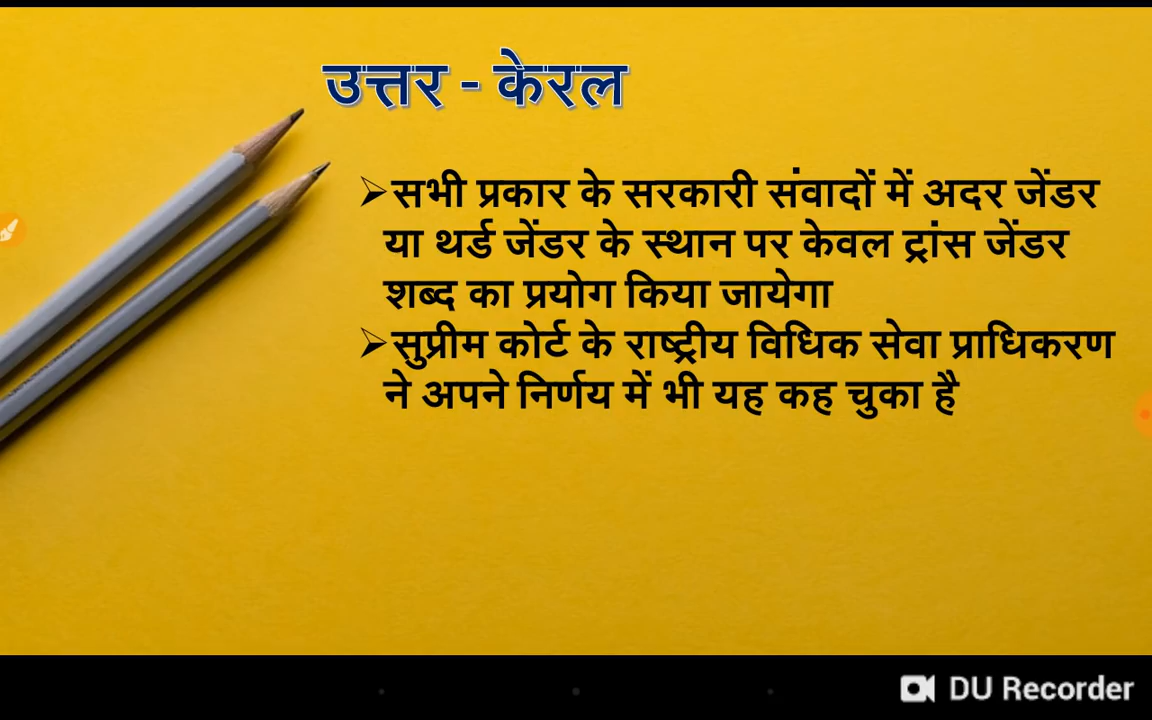 उत्तर - केरल
➢सभी प्रकार के सरकारी संवादों में अदर जेंडर
या थर्ड जेंडर के स्थान पर केवल ट्रांस जेंडर
शब्द का प्रयोग किया जायेगा
➢सुप्रीम कोर्ट के राष्ट्रीय विधिक सेवा प्राधिकरण
ने अपने निर्णय में भी यह कह चुका है
DU Recorder